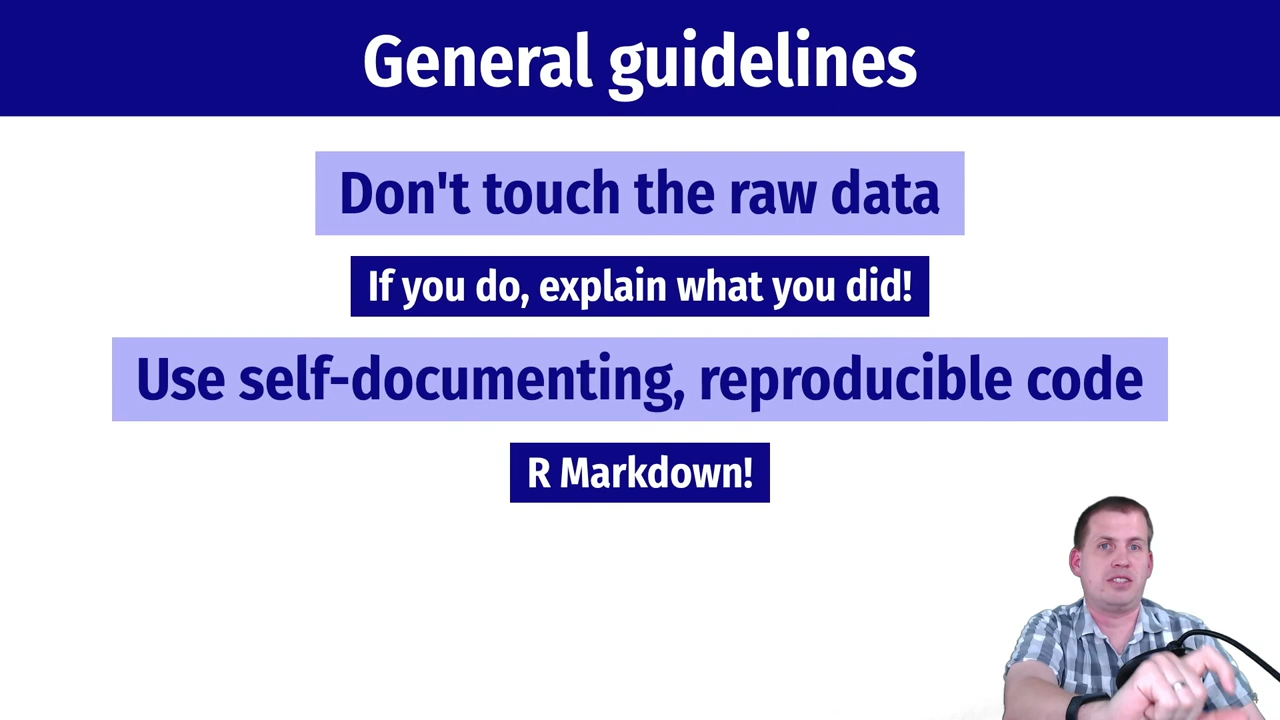 General guidelines
Don't touch the raw data
If you do, explain what you did!
Use self-documenting, reproducible code
R Markdown!